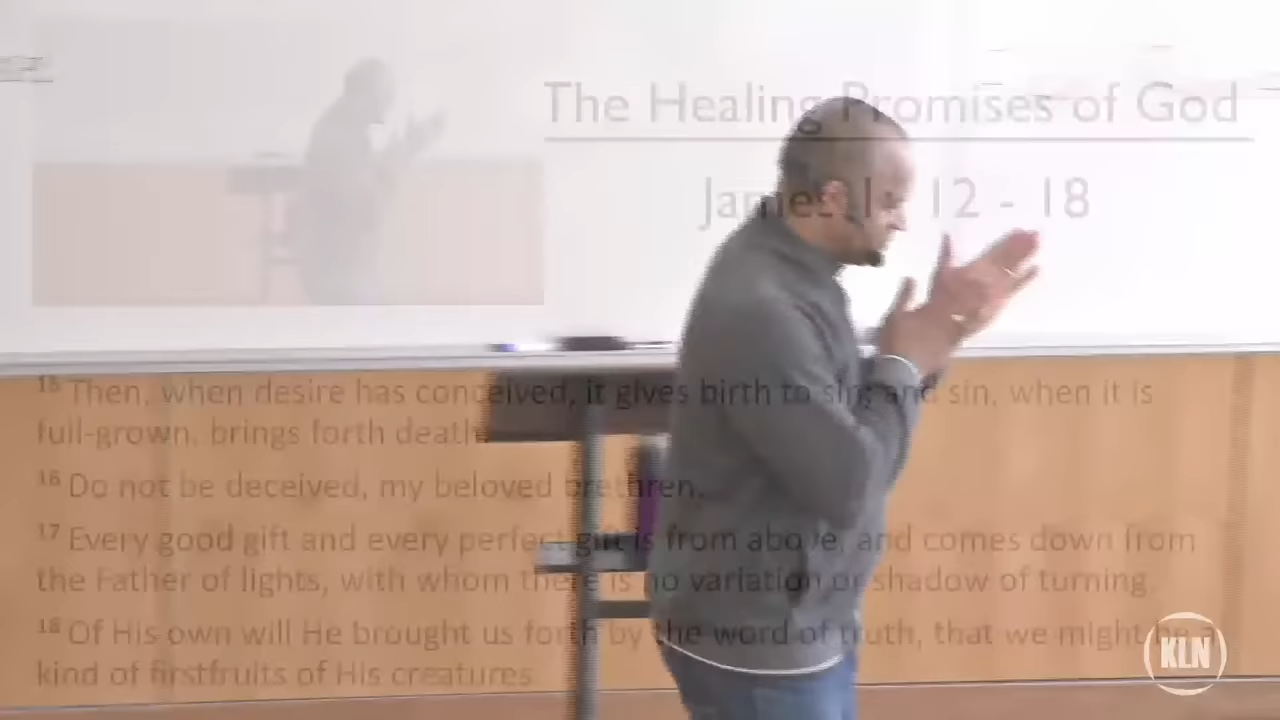 The Healing Promises of God
James 1: 12 - 18
15 Then, when desire has conceived, it gives birth to sin; and sin, when it is
full-grown, brings forth death.
16 Do not be deceived, my beloved brethren.
17 Every good gift and every perfect gift is from above, and comes down from
the Father of lights, with whom there is no variation or shadow of turning.
18 Of His own will He brought us forth by the word of truth, that we might be a
kind of firstfruits of His creatures.
KLN